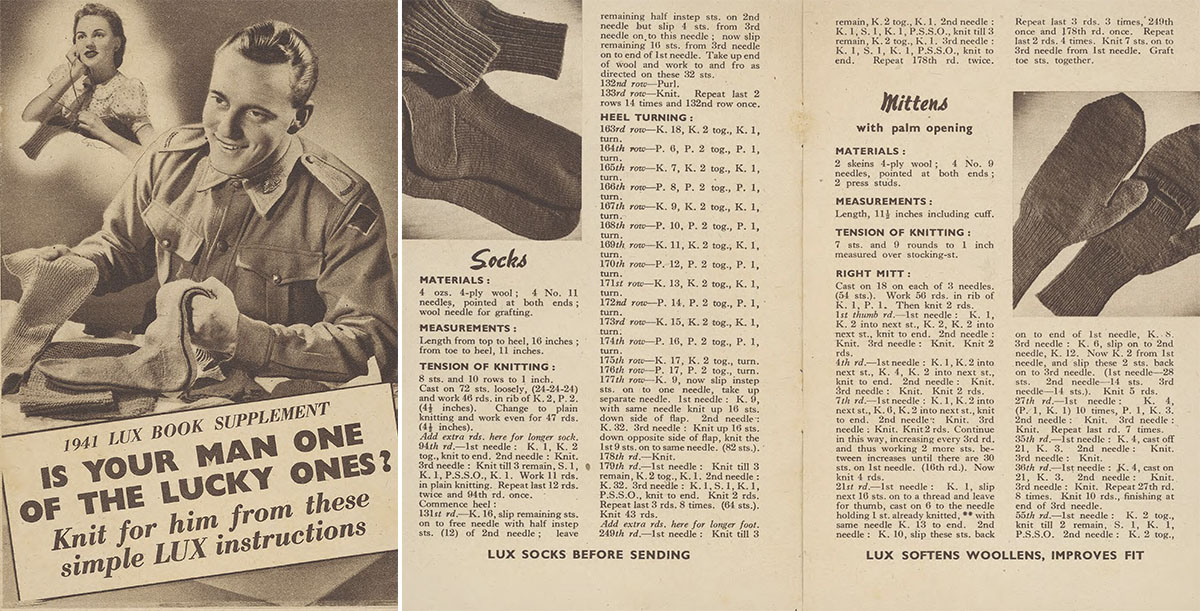 1941 LUX BOOK SUPPLEMENT
IS YOUR MAN ONE
OF THE LUCKY ONES?
Knit for him from these
simple LUX instructions
Socks
MATERIALS :
4 ozs. 4-ply wool ; 4 No. 11
needles, pointed at both ends ;
wool needle for grafting.
MEASUREMENTS :
Length from top to heel, 16 inches ;
from toe to heel, 11 inches.
TENSION OF KNITTING :
8 sts. and 10 rows to 1 inch.
Cast on 72 sts. loosely, (24-24-24)
and work 46 rds. in rib of K. 2, P. 2.
(4½ inches). Change to plain
knitting and work even for 47 rds.
(4½ inches).
Add extra rds. here for longer sock.
94th rd.—1st needle : K. 1, K. 2
tog., knit to end. 2nd needle : Knit.
3rd needle : Knit till 3 remain, S. 1,
K. 1, P.S.S.O., K. 1. Work 11 rds.
in plain knitting. Repeat last 12 rds.
twice and 94th rd. once.
Commence heel :
131st rd.—K. 16, slip remaining sts.
on to free needle with half instep
sts. (12) of 2nd needle ; leave
remaining half instep sts. on 2nd
needle but slip 4 sts. from 3rd
needle on to this needle ; now slip
remaining 16 sts. from 3rd needle
on to end of 1st needle. Take up end
of wool and work to and fro as
directed on these 32 sts.
132nd row—Purl.
133rd row—Knit. Repeat last 2
rows 14 times and 132nd row once.
HEEL TURNING :
163rd row—K. 18, K. 2 tog., K. 1,
turn.
164th row—P. 6, P. 2 tog., P. 1,
turn.
165th row—K. 7, K. 2 tog., K. 1,
turn.
166th row—P. 8, P. 2 tog., P. 1,
turn.
167th row—K. 9, K. 2 tog., K. 1,
turn.
168th row—P. 10, P. 2 tog., P. 1,
turn.
169th row—K. 11, K. 2 tog., K. 1,
turn.
170th row—P. 12, P. 2 tog., P. 1,
turn.
171st row—K. 13, K. 2 tog., K. 1,
turn.
172nd row—P. 14, P. 2 tog., P. 1,
turn.
173rd row—K. 15, K. 2 tog., K. 1,
turn.
174th row—P. 16, P. 2 tog., P. 1,
turn.
175th row—K. 17, K. 2 tog., turn.
176th row—P. 17, P. 2 tog., turn.
177th row—K. 9, now slip instep
sts. on to one needle, take up
separate needle. 1st needle : K. 9,
with same needle knit up 16 sts.
down side of flap. 2nd needle :
K. 32. 3rd needle : Knit up 16 sts.
down opposite side of flap, knit the
1st 9 sts. on to same needle. (82 sts.).
178th rd.—Knit.
179th rd.—1st needle : Knit till 3
remain, K. 2 tog., K. 1. 2nd needle :
K. 32. 3rd needle : K. 1, S. 1, K. 1,
P.S.S.O., knit to end. Knit 2 rds.
Repeat last 3 rds. 8 times. (64 sts.).
Knit 43 rds.
Add extra rds. here for longer foot.
249th rd.—1st needle : Knit till 3
LUX SOCKS BEFORE SENDING
remain, K. 2 tog., K. 1. 2nd needle :
K. 1, S. 1, K. 1, P.S.S.O., knit till 3
remain, K. 2 tog., K. 1. 3rd needle :
K. 1, S. 1, K. 1, P.S.S.O., knit to
end. Repeat 178th rd. twice.
Repeat last 3 rds. 3 times, 249th
once and 178th rd. once. Repeat
last 2 rds. 4 times. Knit 7 sts. on to
3rd needle from 1st needle. Graft
toe sts. together.
Mittens
with palm opening
MATERIALS :
2 skeins 4-ply wool ; 4 No. 9
needles, pointed at both ends ;
2 press studs.
MEASUREMENTS :
Length, 11½ inches including cuff.
TENSION OF KNITTING :
7 sts. and 9 rounds to 1 inch
measured over stocking-st.
RIGHT MITT :
Cast on 18 on each of 3 needles.
(54 sts.). Work 56 rds. in rib of
K. 1, P. 1. Then knit 2 rds.
1st thumb rd.—1st needle : K. 1,
K. 2 into next st., K. 2, K. 2 into
next st., knit to end. 2nd needle :
Knit. 3rd needle : Knit. Knit 2
rds.
4th rd.—1st needle : K. 1, K. 2 into
next st., K. 4, K. 2 into next st.,
knit to end. 2nd needle : Knit.
3rd needle : Knit. Knit 2 rds.
7th rd.—1st needle : K. 1, K. 2 into
next st., K. 6, K. 2 into next st., knit
to end. 2nd needle : Knit. 3rd
needle : Knit. Knit 2 rds. Continue
in this way, increasing every 3rd rd.
and thus working 2 more sts. be-
tween increases until there are 30
sts. on 1st needle. (16th rd.). Now
knit 4 rds.
21st rd.—1st needle : K. 1, slip
next 16 sts. on to a thread and leave
for thumb, cast on 6 to the needle
holding 1 st. already knitted, ** with
same needle K. 13 to end. 2nd
needle : K. 10, slip these sts. back
on to end of 1st needle, K. 8.
3rd needle : K. 6, slip on to 2nd
needle, K. 12. Now K. 2 from 1st
needle, and slip these 2 sts. back
on to 3rd needle. (1st needle—28
sts. 2nd needle—14 sts. 3rd
needle—14 sts.). Knit 5 rds.
27th rd.—1st needle : K. 4,
(P. 1, K. 1) 10 times, P. 1, K. 3.
2nd needle : Knit. 3rd needle :
Knit. Repeat last rd. 7 times.
35th rd.—1st needle : K. 4, cast off
21, K. 3. 2nd needle : Knit.
3rd needle : Knit.
36th rd.—1st needle : K. 4, cast on
21, K. 3. 2nd needle : Knit.
3rd needle : Knit. Repeat 27th rd.
8 times. Knit 10 rds., finishing at
end of 3rd needle.
55th rd.—1st needle : K. 2 tog.,
knit till 2 remain, S. 1, K. 1,
P.S.S.O. 2nd needle : K. 2 tog.,
LUX SOFTENS WOOLLENS, IMPROVES FIT